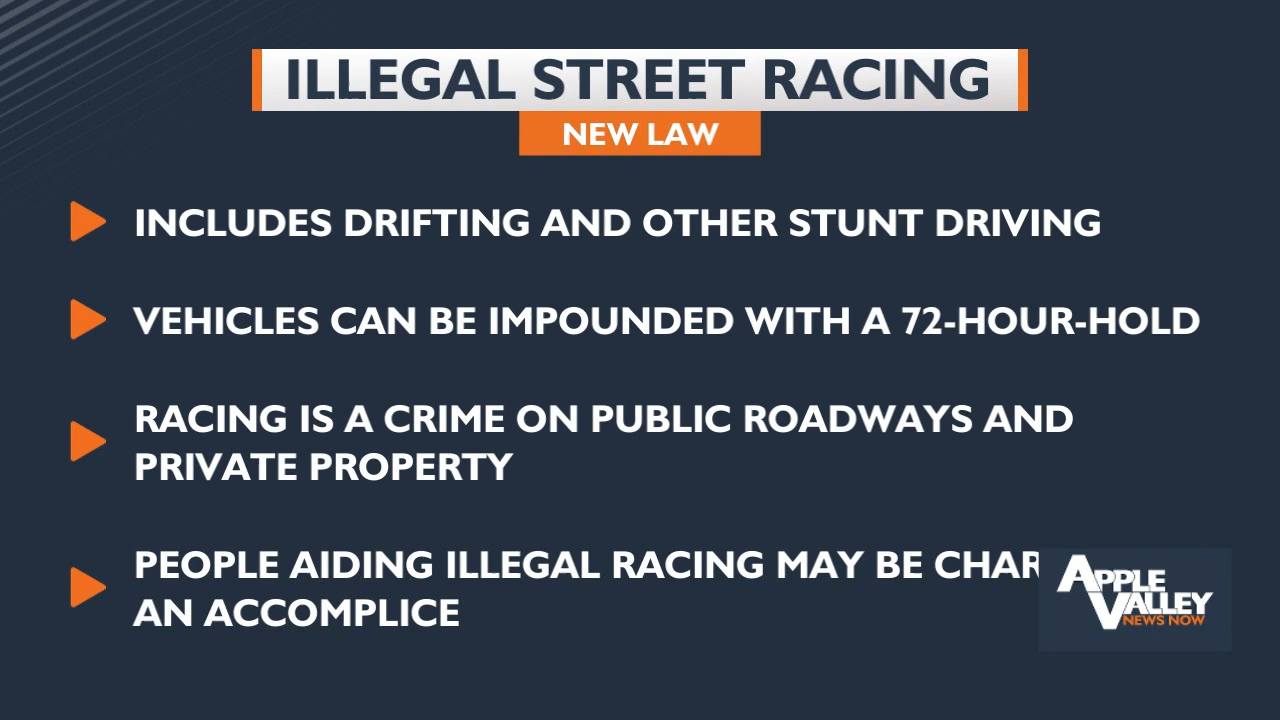 ILLEGAL STREET RACING
NEW LAW
INCLUDES DRIFTING AND OTHER STUNT DRIVING
VEHICLES CAN BE IMPOUNDED WITH A 72-HOUR-HOLD
RACING IS A CRIME ON PUBLIC ROADWAYS AND
PRIVATE PROPERTY
PEOPLE AIDING ILLEGAL RACING MAY BE CHAR
AN ACCOMPLICE
APPLE
VALLEY
NEWS NOW